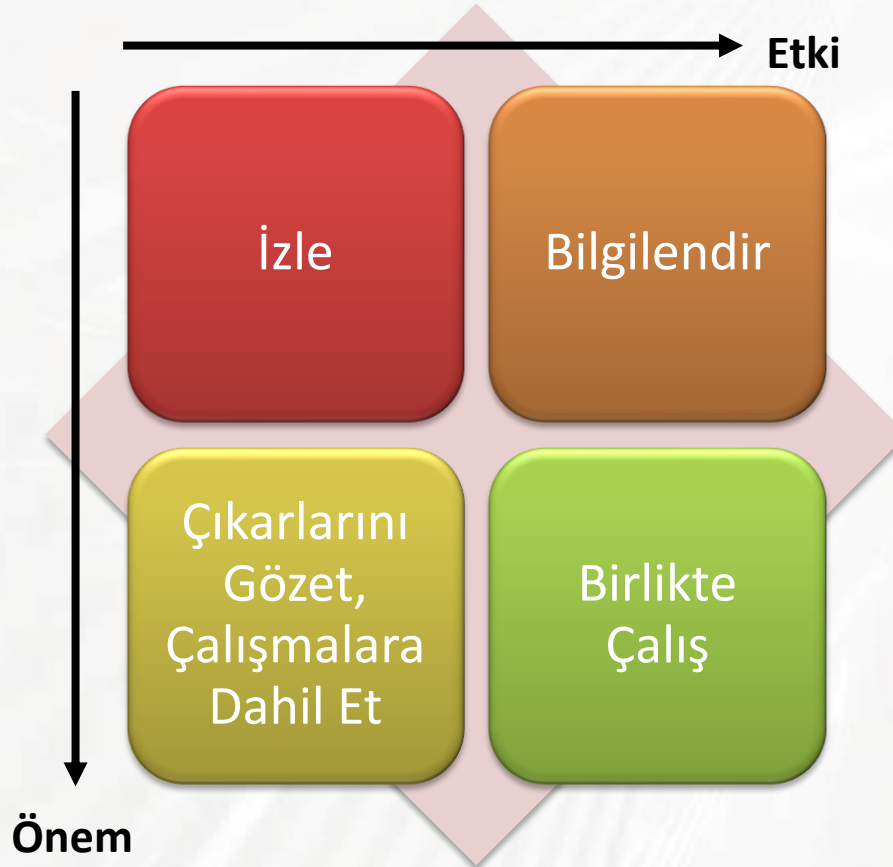 Etki
İzle
Bilgilendir
Çıkarlarını
Gözet,
Çalışmalara
Dahil Et
Birlikte
Çalış
Önem